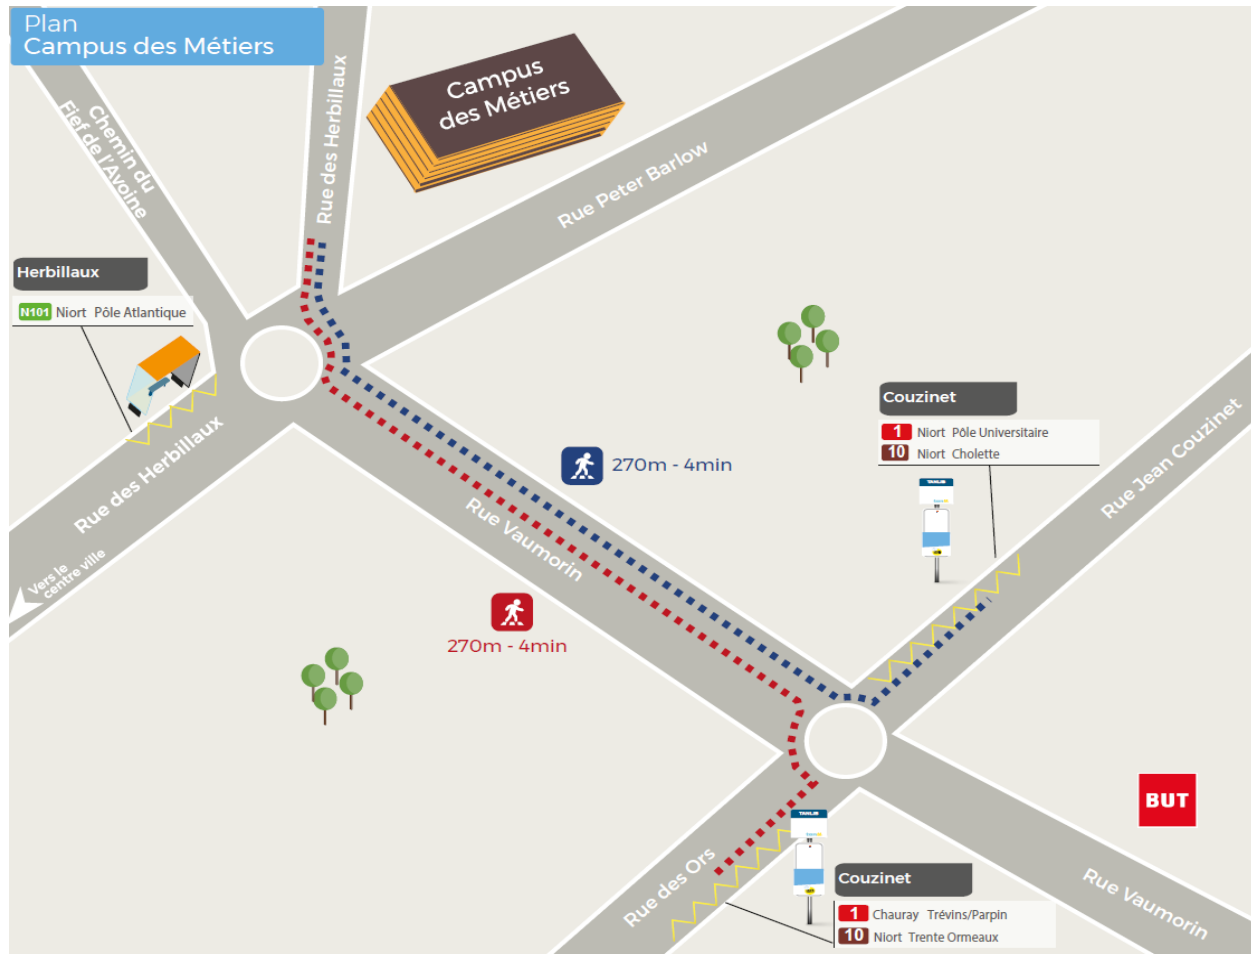 Plan
Campus des Métiers
Chemin du
Fief de l'Avoine
Rue des Herbillaux
Campus
des Métiers
Rue Peter Barlow
Herbillaux
N101 Niort Pôle Atlantique
Rue des Herbillaux
Vers le
centre ville
270m - 4min
Rue Vaumorin
270m - 4min
Couzinet
1 Niort Pôle Universitaire
10 Niort Cholette
Rue Jean Couzinet
TANLIB
BUT
TANLIB
Rue des Ors
Couzinet
1 Chauray Trévins/Parpin
10 Niort Trente Ormeaux
Rue Vaumorin